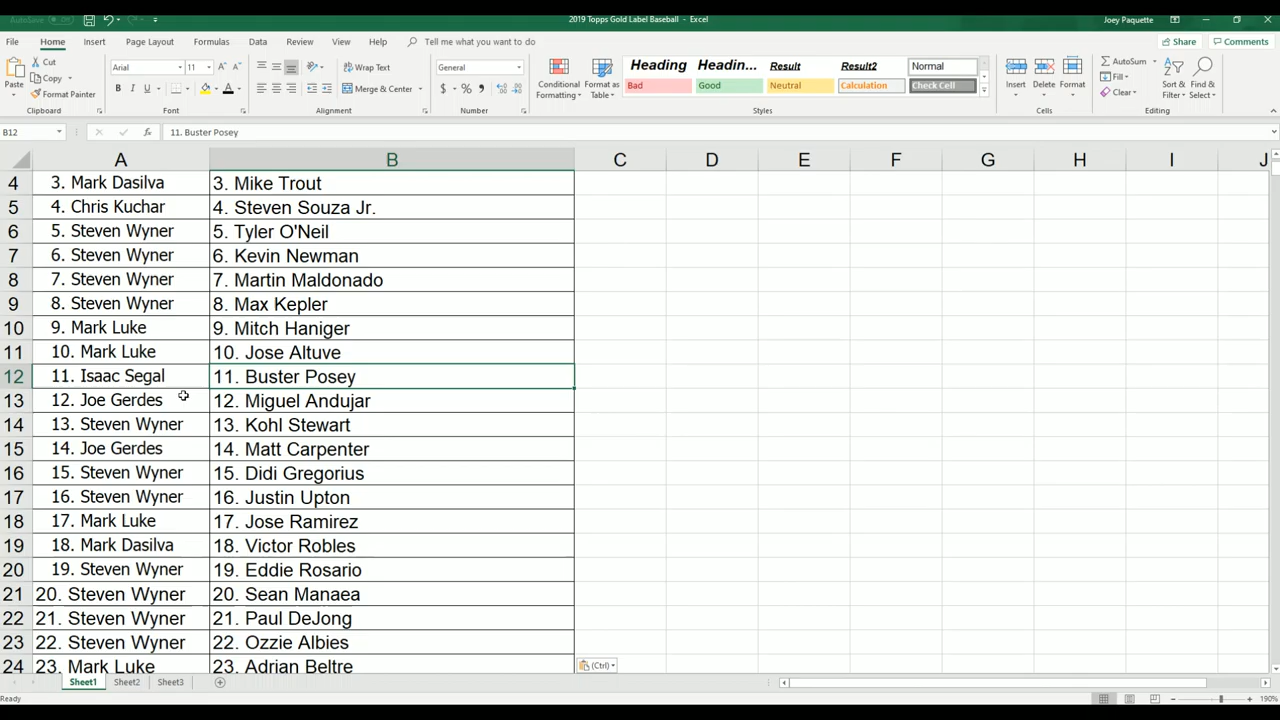 AutoSave Off
2019 Topps Gold Label Baseball - Excel
Joey Paquette
File Home Insert Page Layout Formulas Data Review View Help Tell me what you want to do Share Comments
Paste Cut Copy Format Painter
Arial 11
Wrap Text
Merge & Center
General
Conditional Formatting Format as Table
Heading Headin... Result Result2 Normal
Bad Good Neutral Calculation Check Cell
Insert Delete Format
AutoSum Fill Clear
Sort & Filter Find & Select
Clipboard Font Alignment Number Styles Cells Editing
B12 fx 11. Buster Posey
A B C D E F G H I J
4 3. Mark Dasilva 3. Mike Trout
5 4. Chris Kuchar 4. Steven Souza Jr.
6 5. Steven Wyner 5. Tyler O'Neil
7 6. Steven Wyner 6. Kevin Newman
8 7. Steven Wyner 7. Martin Maldonado
9 8. Steven Wyner 8. Max Kepler
10 9. Mark Luke 9. Mitch Haniger
11 10. Mark Luke 10. Jose Altuve
12 11. Isaac Segal 11. Buster Posey
13 12. Joe Gerdes 12. Miguel Andujar
14 13. Steven Wyner 13. Kohl Stewart
15 14. Joe Gerdes 14. Matt Carpenter
16 15. Steven Wyner 15. Didi Gregorius
17 16. Steven Wyner 16. Justin Upton
18 17. Mark Luke 17. Jose Ramirez
19 18. Mark Dasilva 18. Victor Robles
20 19. Steven Wyner 19. Eddie Rosario
21 20. Steven Wyner 20. Sean Manaea
22 21. Steven Wyner 21. Paul DeJong
23 22. Steven Wyner 22. Ozzie Albies
24 23. Mark Luke 23. Adrian Beltre
(Ctrl)
Sheet1 Sheet2 Sheet3
Ready 190%